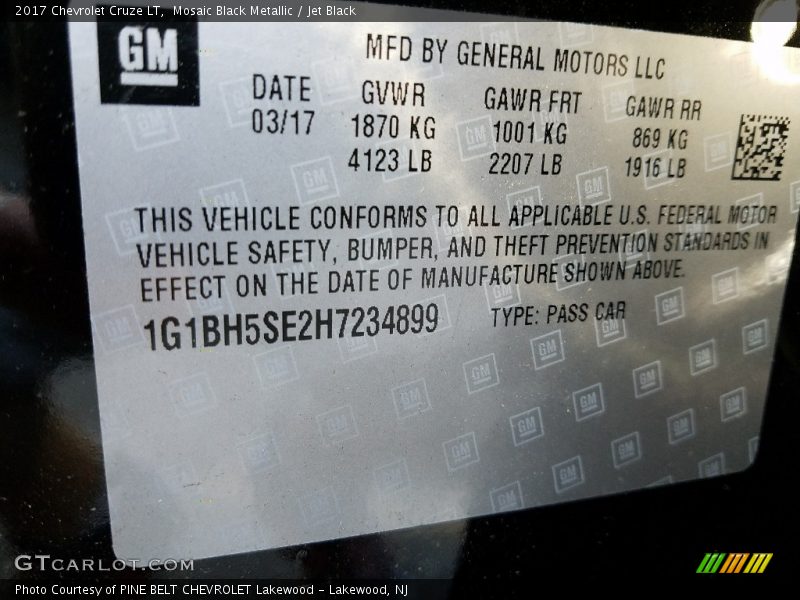 2017 Chevrolet Cruze LT,  Mosaic Black Metallic / Jet Black
GM
MFD BY GENERAL MOTORS LLC
DATE GVWR GAWR FRT GAWR RR
03/17 1870 KG 1001 KG 869 KG
4123 LB 2207 LB 1916 LB
THIS VEHICLE CONFORMS TO ALL APPLICABLE U.S. FEDERAL MOTOR
VEHICLE SAFETY, BUMPER, AND THEFT PREVENTION STANDARDS IN
EFFECT ON THE DATE OF MANUFACTURE SHOWN ABOVE.
1G1BH5SE2H7234899 TYPE: PASS CAR
GTCARLOT.COM
Photo Courtesy of PINE BELT CHEVROLET Lakewood - Lakewood, NJ